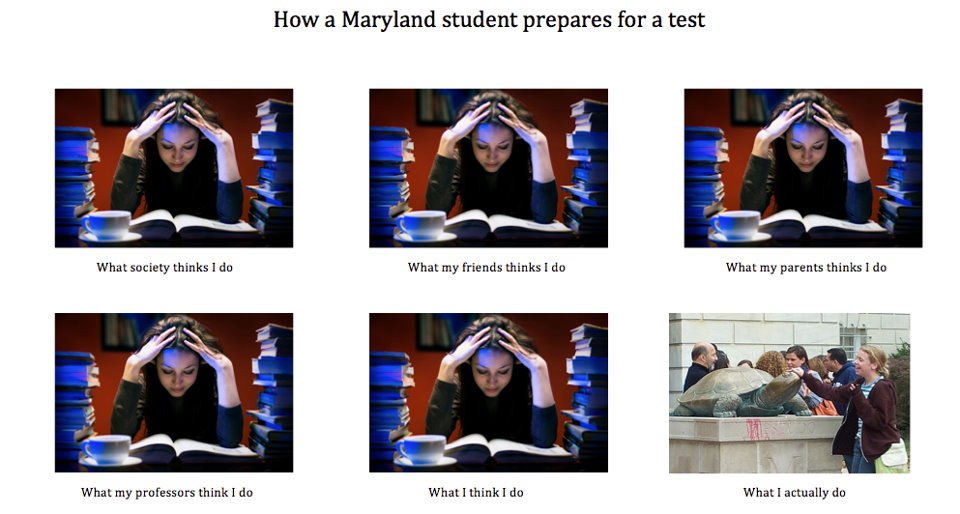 How a Maryland student prepares for a test
What society thinks I do
What my friends thinks I do
What my parents thinks I do
What my professors think I do
What I think I do
What I actually do